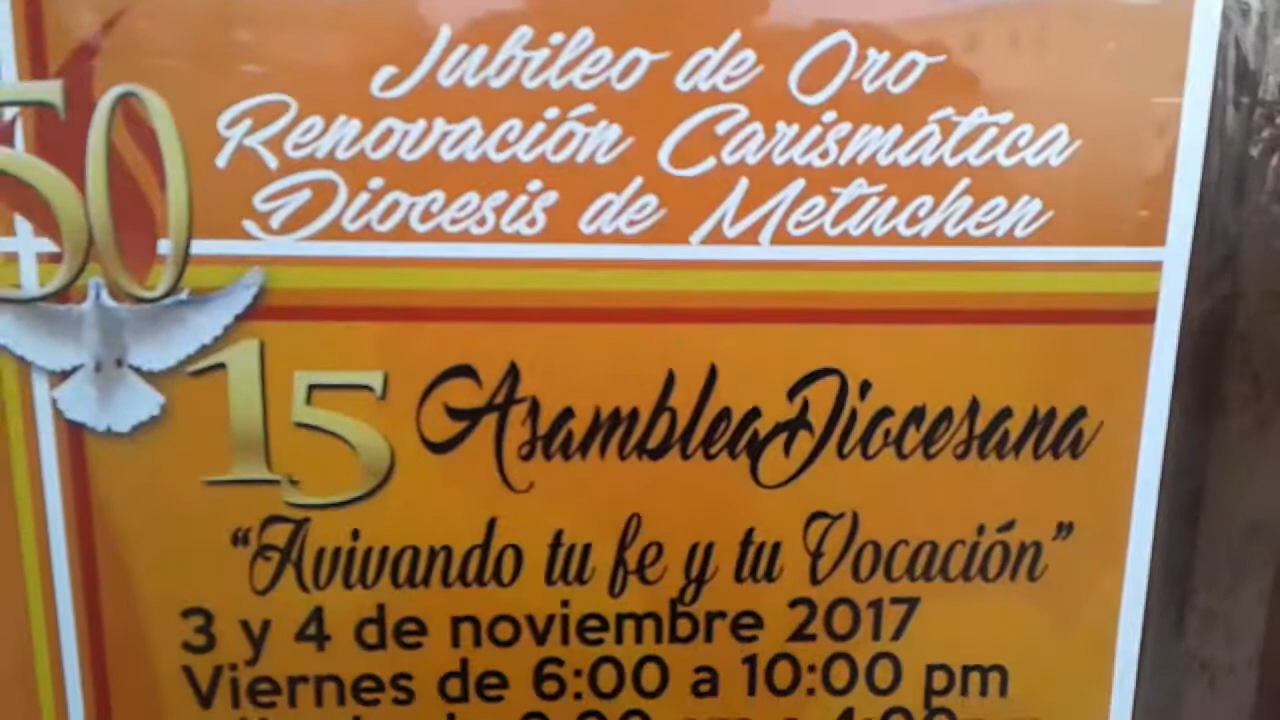 50
Jubileo de Oro
Renovación Carismática
Diocesis de Metuchen
15 Asamblea Diocesana
“Avivando tu fe y tu Vocación”
3 y 4 de noviembre 2017
Viernes de 6:00 a 10:00 pm